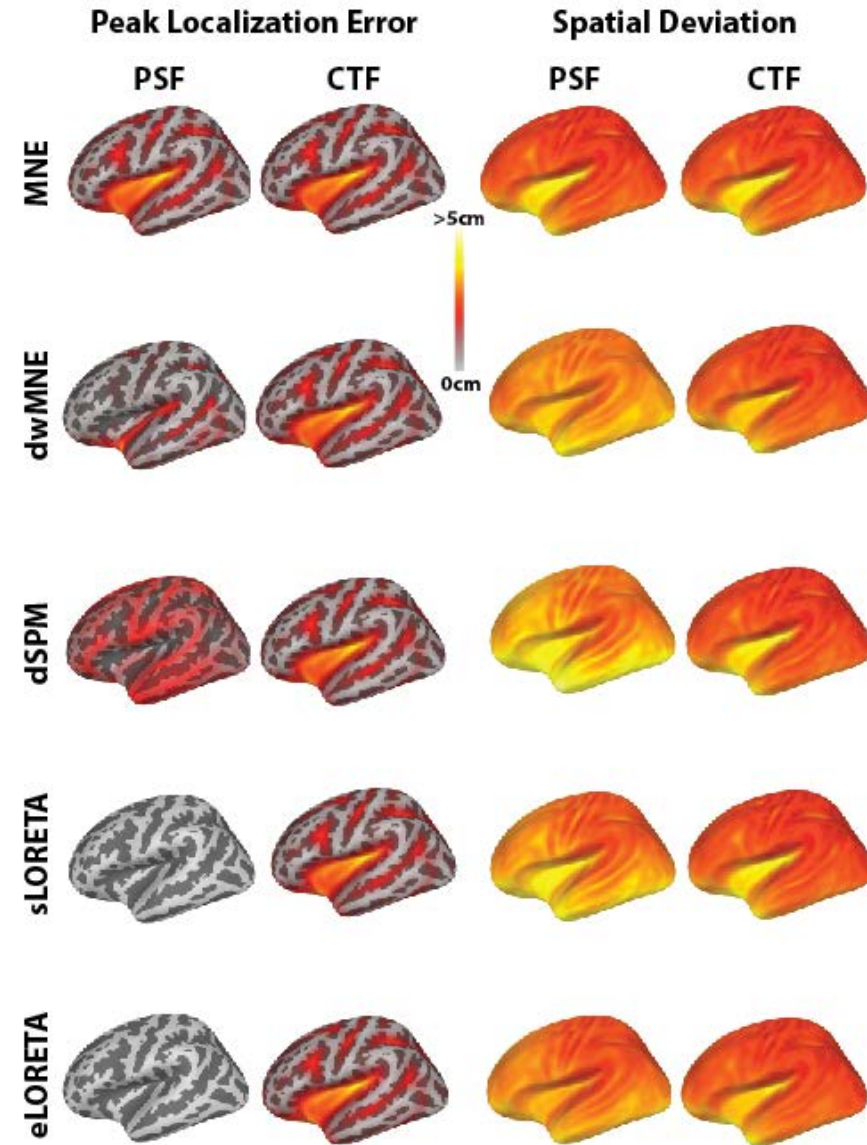 Peak Localization Error Spatial Deviation
PSF CTF PSF CTF
MNE
>5cm
0cm
dwMNE
dSPM
sLORETA
eLORETA